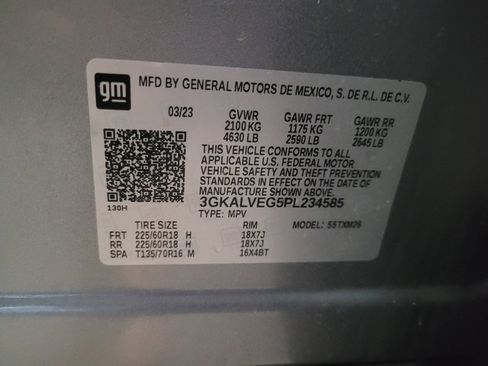 gm
MFD BY GENERAL MOTORS DE MEXICO, S. DE R.L. DE C.V.
03/23 GVWR GAWR FRT GAWR RR
2100 KG 1175 KG 1200 KG
4630 LB 2590 LB 2645 LB
THIS VEHICLE CONFORMS TO ALL
APPLICABLE U.S. FEDERAL MOTOR
VEHICLE SAFETY AND THEFT PREVENTION
STANDARDS IN EFFECT ON THE DATE OF
MANUFACTURE SHOWN ABOVE.
3GKALVEG5PL234585
130H TYPE: MPV
TIRE SIZE RIM MODEL: 55TXM26
FRT 225/60R18 H 18X7J
RR 225/60R18 H 18X7J
SPA T135/70R16 M 16X4BT